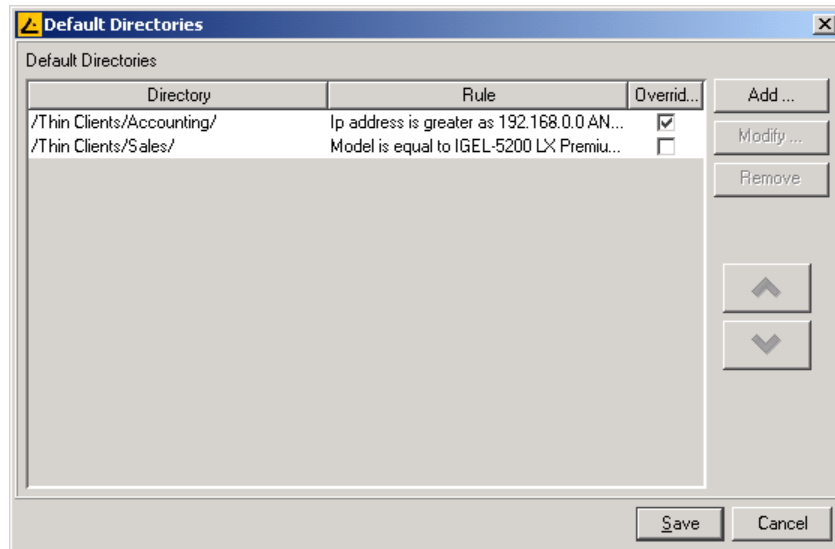 Default Directories
Default Directories
Directory Rule Overrid...
/Thin Clients/Accounting/ Ip address is greater as 192.168.0.0 AN...
/Thin Clients/Sales/ Model is equal to IGEL-5200 LX Premiu...
Add ...
Modify ...
Remove
Save Cancel